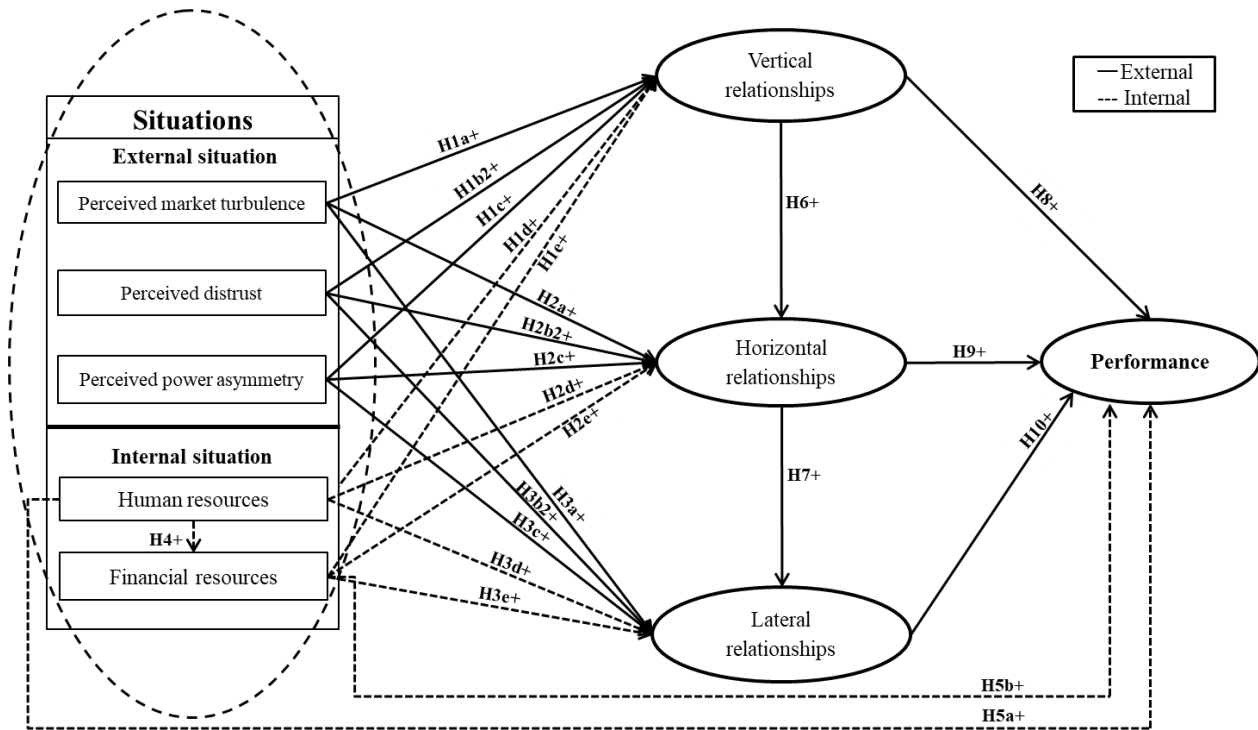 Situations
External situation
Perceived market turbulence
Perceived distrust
Perceived power asymmetry
Internal situation
Human resources
H4+
Financial resources
H1a+
H1b2+
H1c+
H1d+
H1e+
H2a+
H2b2+
H2c+
H2d+
H2e+
H3a+
H3b2+
H3c+
H3d+
H3e+
Vertical
relationships
H6+
Horizontal
relationships
H7+
Lateral
relationships
H8+
H9+
H10+
Performance
H5b+
H5a+
External
Internal